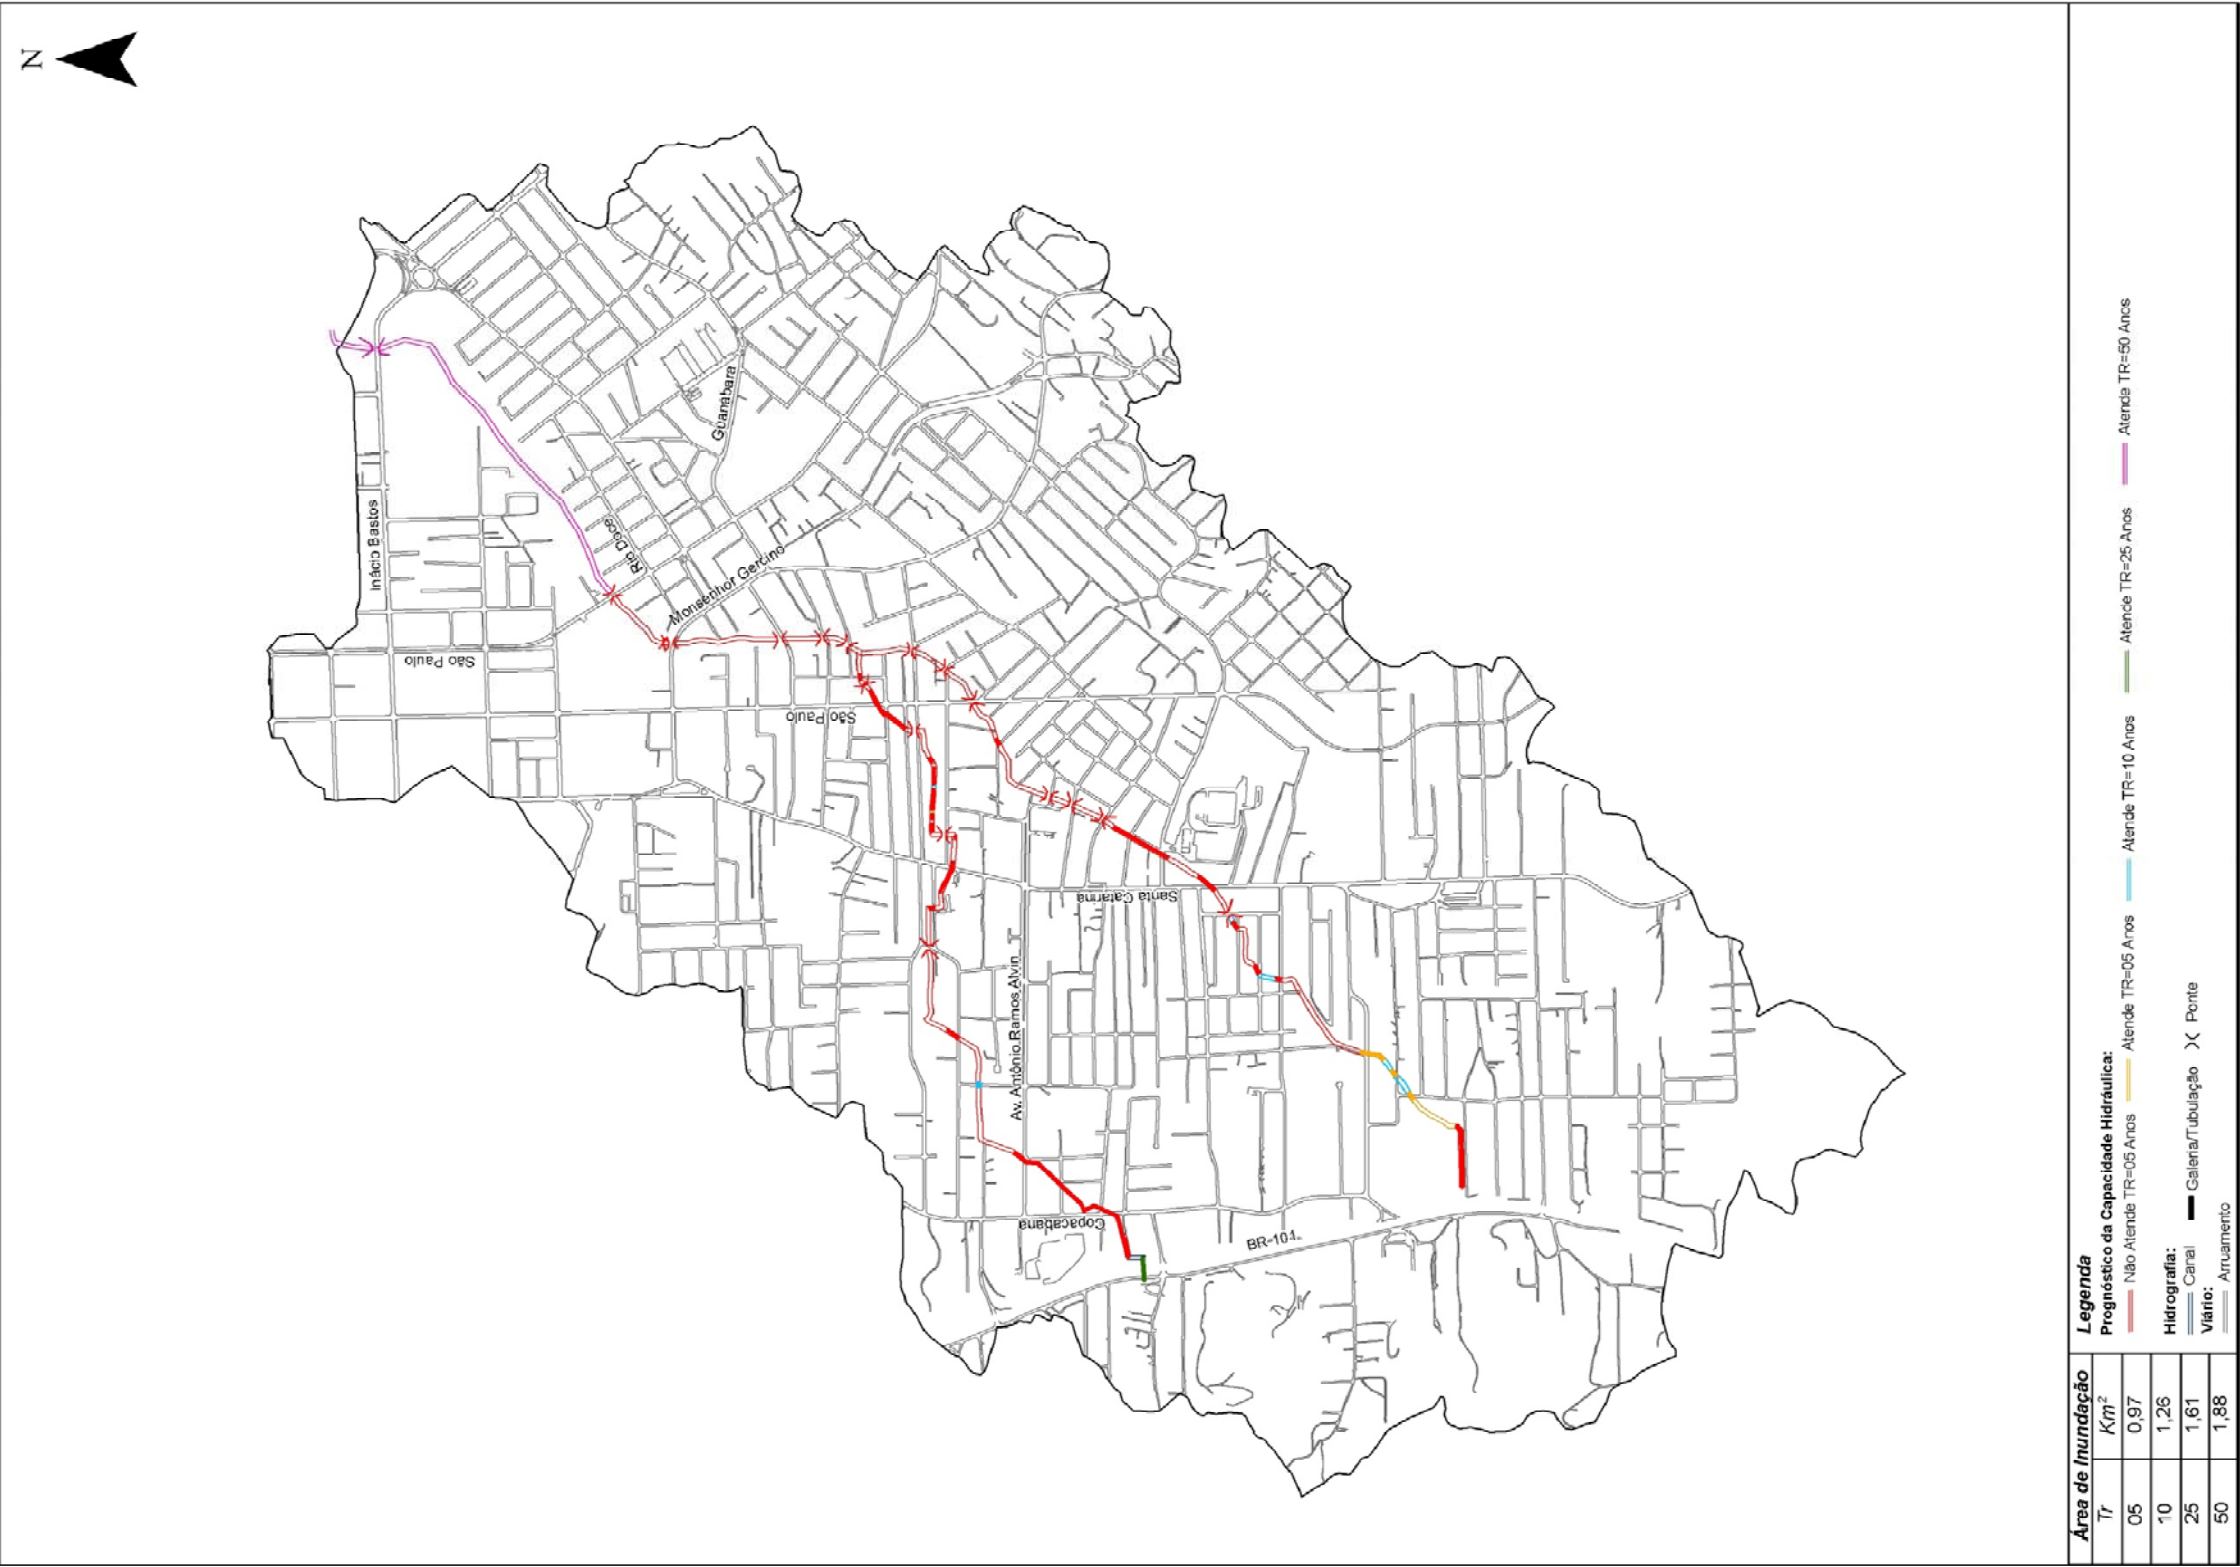 N
Inácio Bastos
São Paulo
Rio Doce
Guanabara
Monsenhor Gercino
São Paulo
Santa Catarina
Av. Antônio Ramos Alvin
Copacabana
BR-101
Área de Inundação
Tr Km²
05 0,97
10 1,26
25 1,61
50 1,88
Legenda
Prognóstico da Capacidade Hidráulica:
Não Atende TR=05 Anos Atende TR=05 Anos Atende TR=10 Anos Atende TR=25 Anos Atende TR=50 Anos
Hidrografia:
Canal Galeria/Tubulação Ponte
Viário:
Arruamento